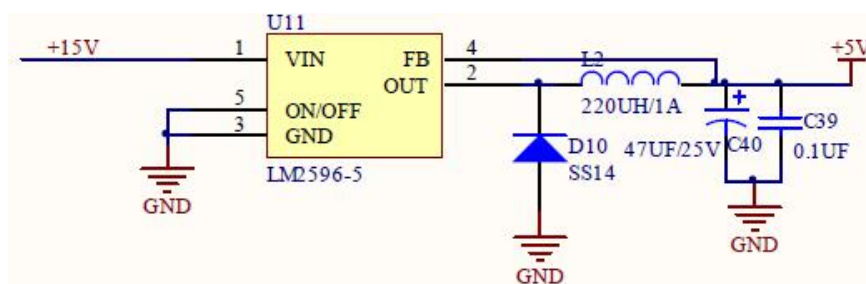 U11
+15V
1
VIN
FB
4
L2
+5V
OUT
2
5
ON/OFF
220UH/1A
+
C39
3
GND
D10
47UF/25V
C40
0.1UF
LM2596-5
SS14
GND
GND
GND